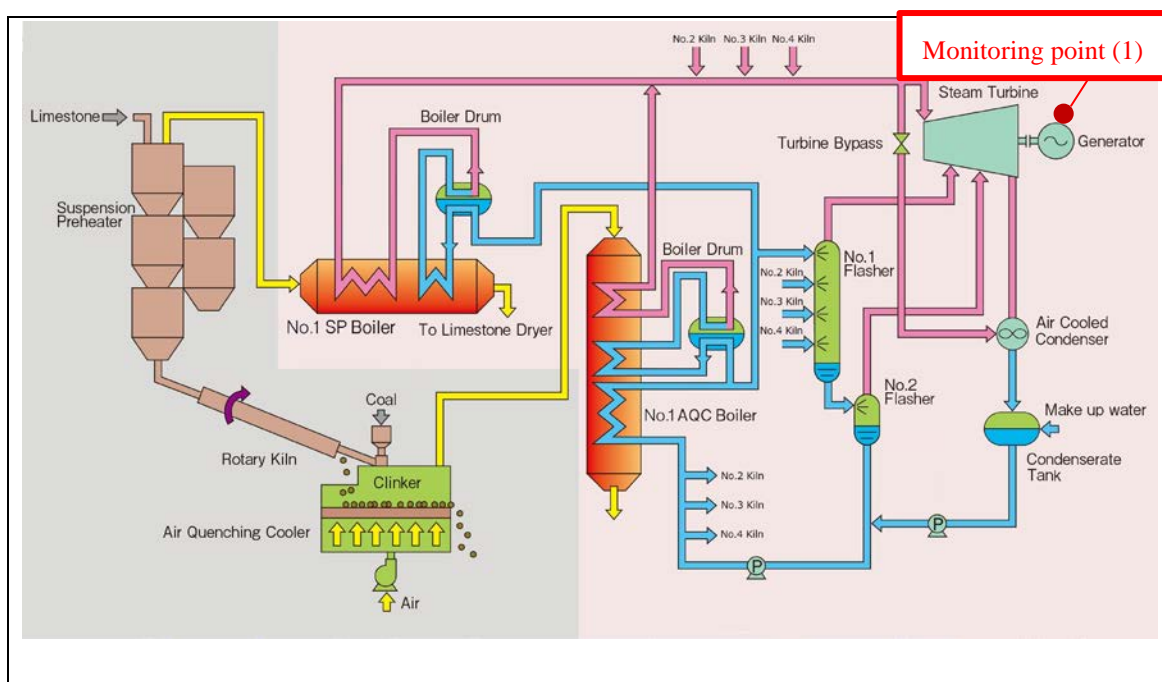 Monitoring point (1)
No.2 Kiln
No.3 Kiln
No.4 Kiln
Steam Turbine
Limestone
Boiler Drum
Turbine Bypass
Generator
Suspension
Preheater
Boiler Drum
No.1
Flasher
No.2 Kiln
No.3 Kiln
No.4 Kiln
No.1 SP Boiler
To Limestone Dryer
Air Cooled
Condenser
No.2
Flasher
Coal
No.1 AQC Boiler
Make up water
Rotary Kiln
Clinker
Condenserate
Tank
No.2 Kiln
No.3 Kiln
No.4 Kiln
Air Quenching Cooler
P
P
Air